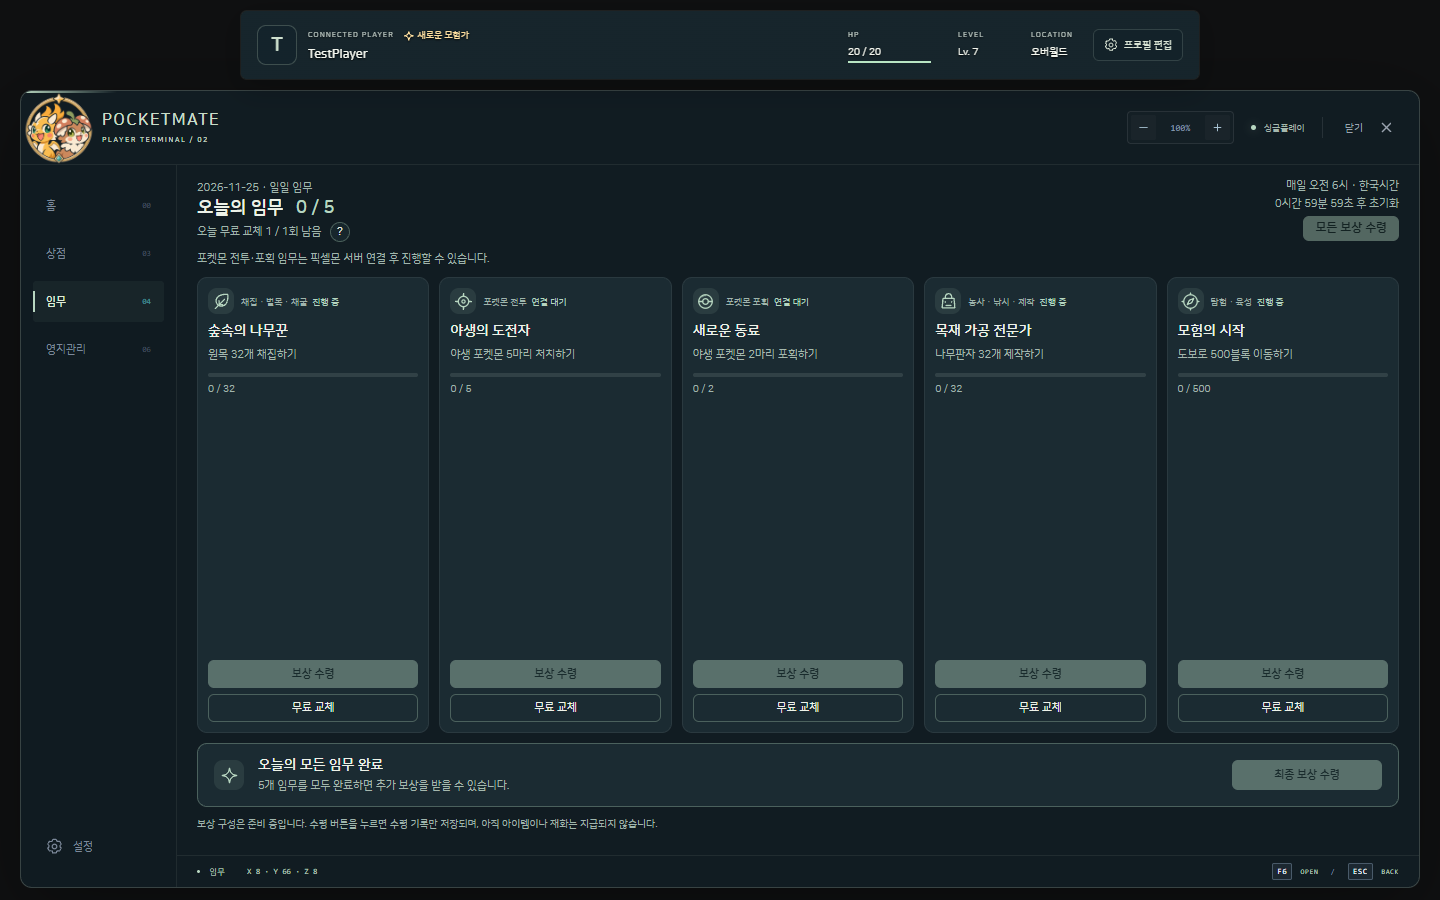 T
CONNECTED PLAYER 새로운 모험가
TestPlayer
HP
20 / 20
LEVEL
Lv. 7
LOCATION
오버월드
프로필 편집
POCKETMATE
PLAYER TERMINAL / 02
− 100% +
싱글플레이
닫기 ×
홈 00
상점 03
임무 04
영지관리 06
설정
2026-11-25 · 일일 임무
오늘의 임무 0 / 5
오늘 무료 교체 1 / 1회 남음 ?
포켓몬 전투·포획 임무는 픽셀몬 서버 연결 후 진행할 수 있습니다.
매일 오전 6시 · 한국시간
0시간 59분 59초 후 초기화
모든 보상 수령
채집 · 벌목 · 채굴 진행 중
숲속의 나무꾼
원목 32개 채집하기
0 / 32
보상 수령
무료 교체
포켓몬 전투 연결 대기
야생의 도전자
야생 포켓몬 5마리 처치하기
0 / 5
보상 수령
무료 교체
포켓몬 포획 연결 대기
새로운 동료
야생 포켓몬 2마리 포획하기
0 / 2
보상 수령
무료 교체
농사 · 낚시 · 제작 진행 중
목재 가공 전문가
나무판자 32개 제작하기
0 / 32
보상 수령
무료 교체
탐험 · 육성 진행 중
모험의 시작
도보로 500블록 이동하기
0 / 500
보상 수령
무료 교체
오늘의 모든 임무 완료
5개 임무를 모두 완료하면 추가 보상을 받을 수 있습니다.
최종 보상 수령
보상 구성은 준비 중입니다. 수령 버튼을 누르면 수령 기록만 저장되며, 아직 아이템이나 재화는 지급되지 않습니다.
• 임무 X 8 · Y 66 · Z 8
F6 OPEN / ESC BACK